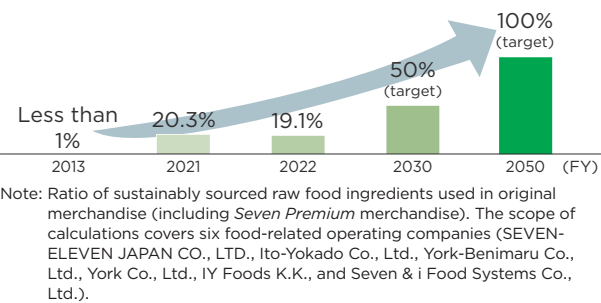 100%
(target)
50%
(target)
Less than
1%
20.3%
19.1%
2013 2021 2022 2030 2050 (FY)
Note: Ratio of sustainably sourced raw food ingredients used in original
merchandise (including Seven Premium merchandise). The scope of
calculations covers six food-related operating companies (SEVEN-
ELEVEN JAPAN CO., LTD., Ito-Yokado Co., Ltd., York-Benimaru Co.,
Ltd., York Co., Ltd., IY Foods K.K., and Seven & i Food Systems Co.,
Ltd.).